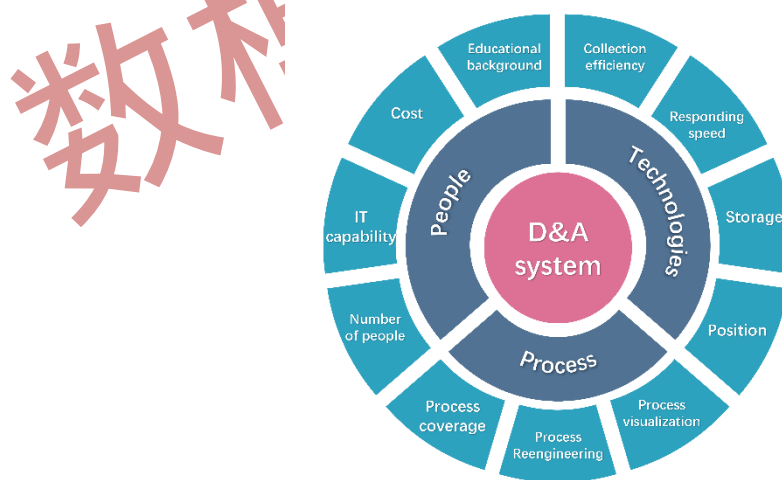 数模
Educational
background
Collection
efficiency
Cost
Responding
speed
People
Technologies
IT
capability
Storage
D&A
system
Number
of people
Position
Process
Process
coverage
Process
visualization
Process
Reengineering